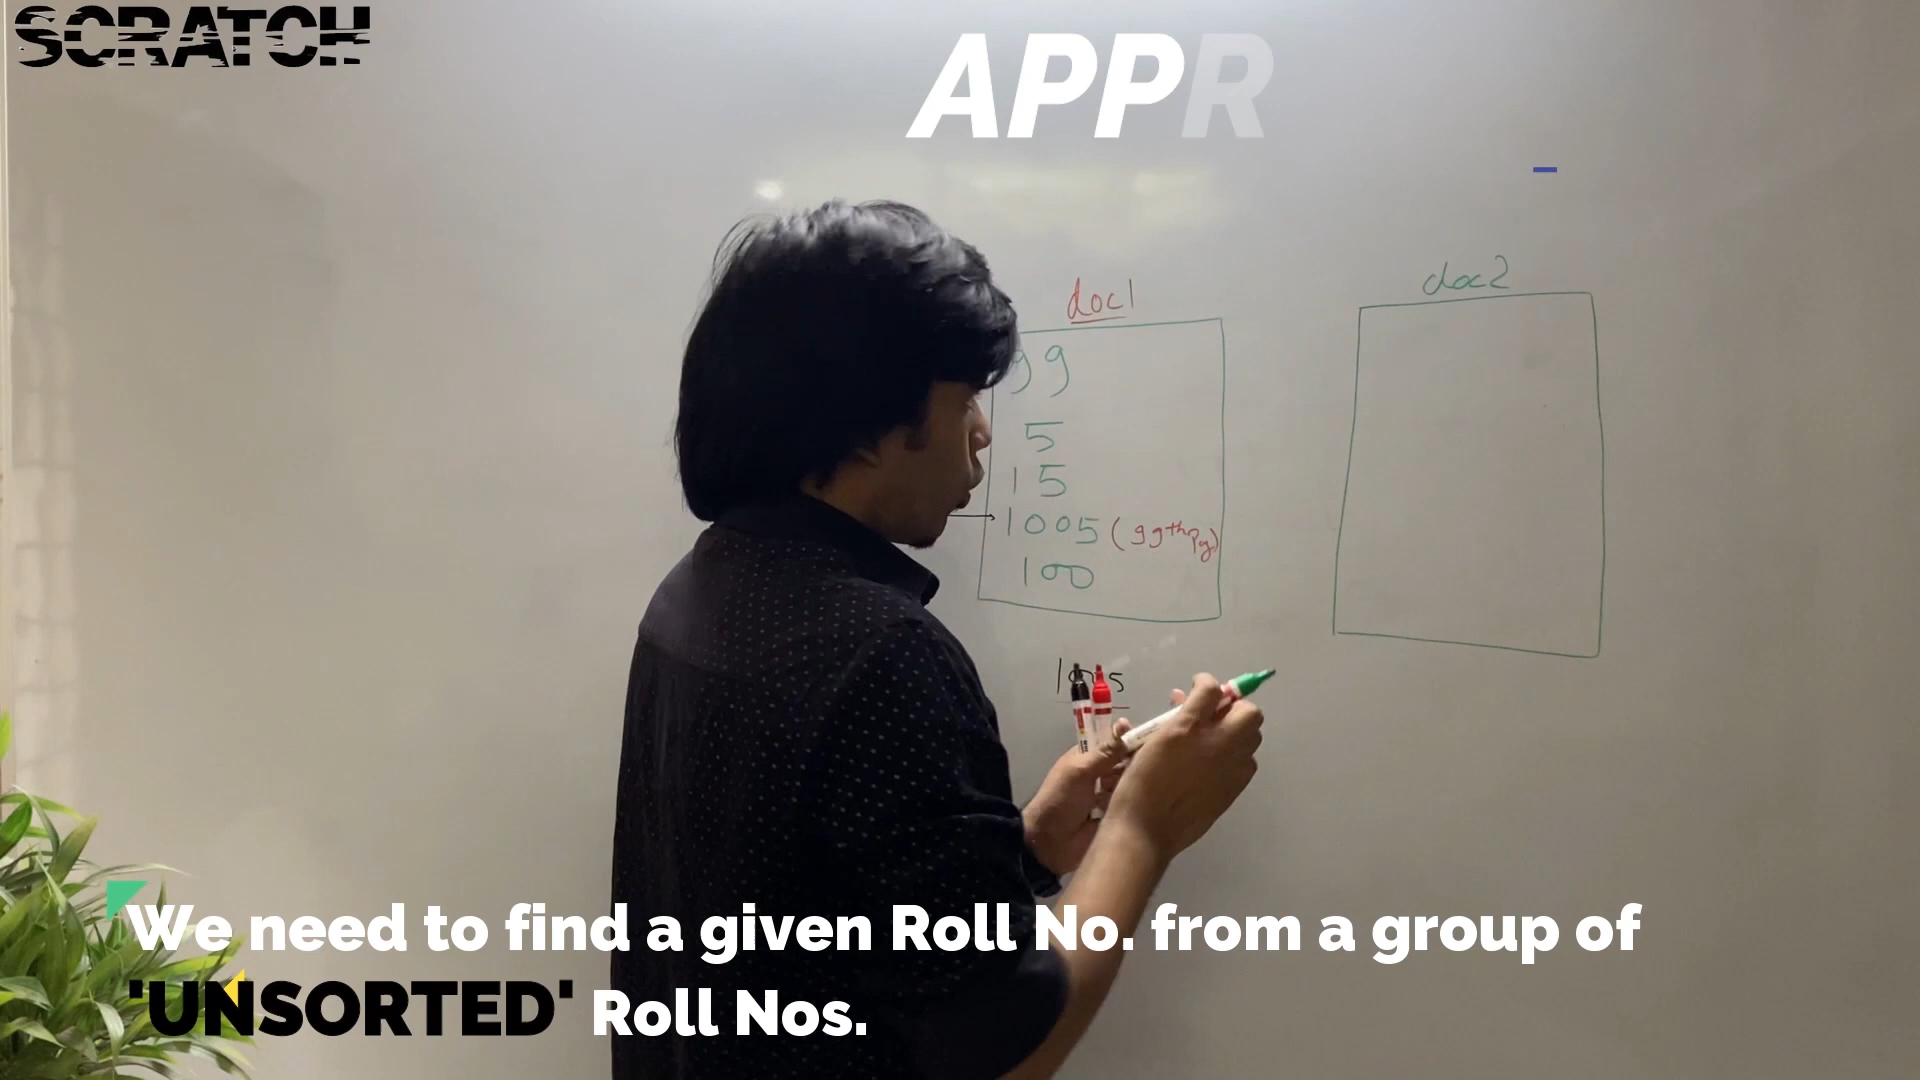 SCRATCH
APPR
doc1
99
5
15
1005 (99th Pg)
100
doc2
We need to find a given Roll No. from a group of
'UNSORTED' Roll Nos.